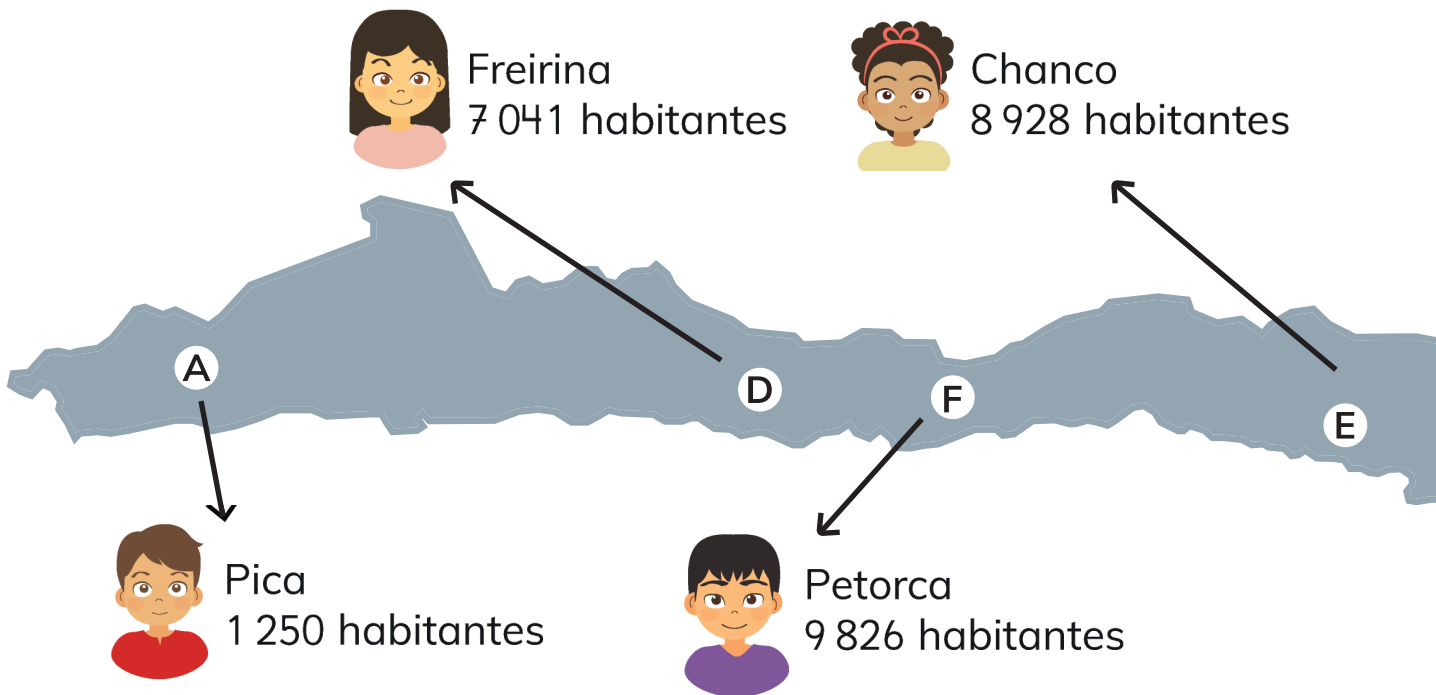 Freirina
7 041 habitantes
Chanco
8 928 habitantes
A
D
F
E
Pica
1 250 habitantes
Petorca
9 826 habitantes